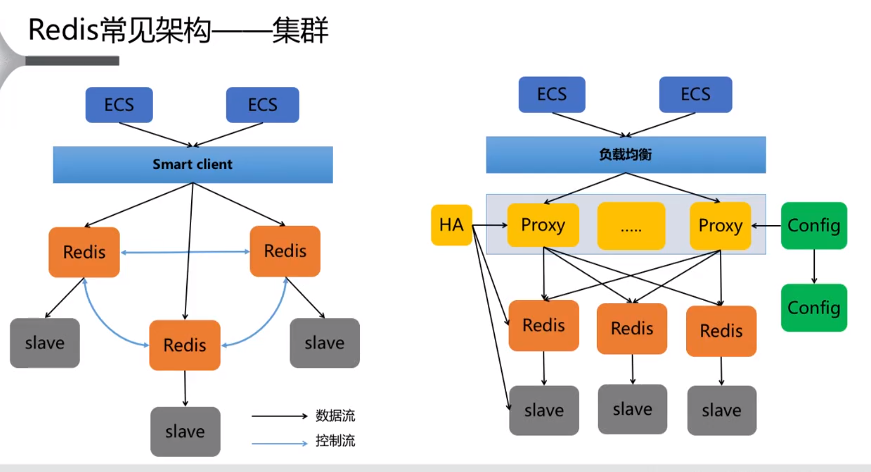 Redis常见架构——集群
ECS
ECS
Smart client
Redis
Redis
slave
Redis
slave
slave
数据流
控制流
ECS
ECS
负载均衡
HA
Proxy
.....
Proxy
Config
Config
Redis
Redis
Redis
slave
slave
slave